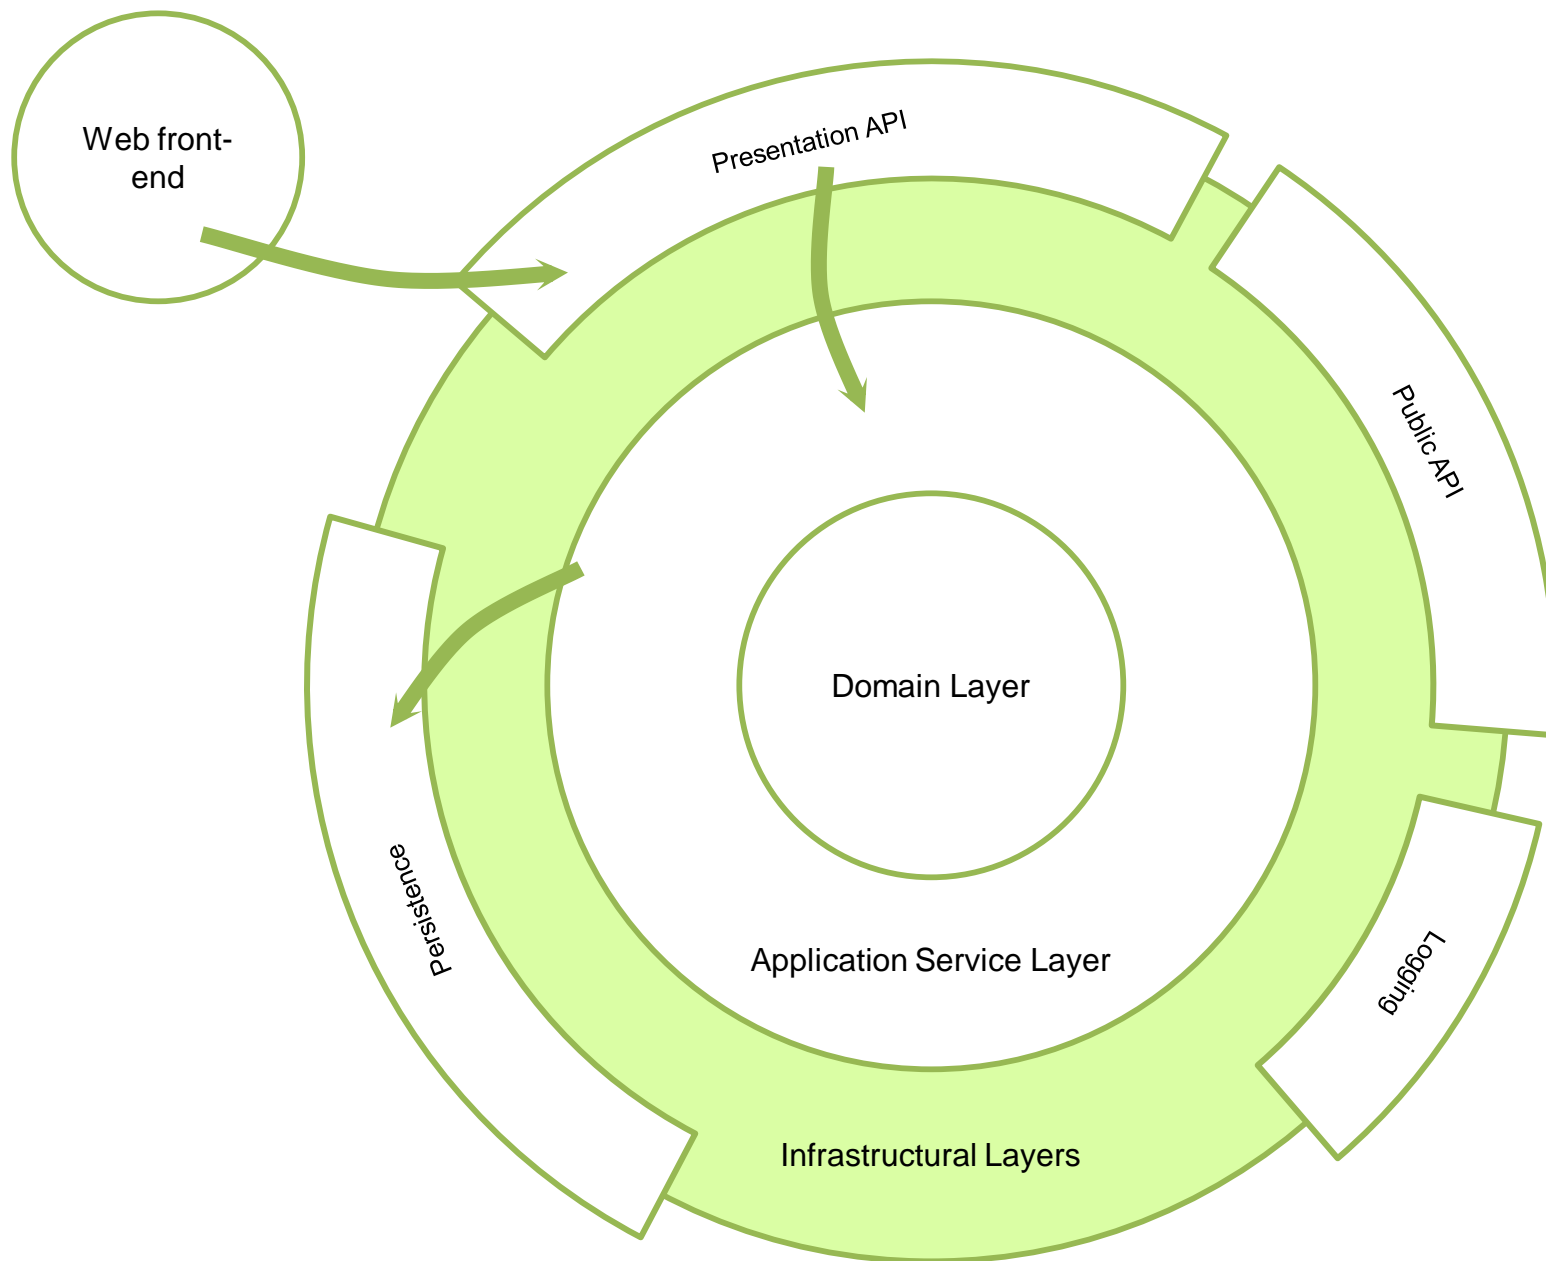 Web front-
end
Presentation API
Public API
Domain Layer
Persistence
Application Service Layer
Logging
Infrastructural Layers